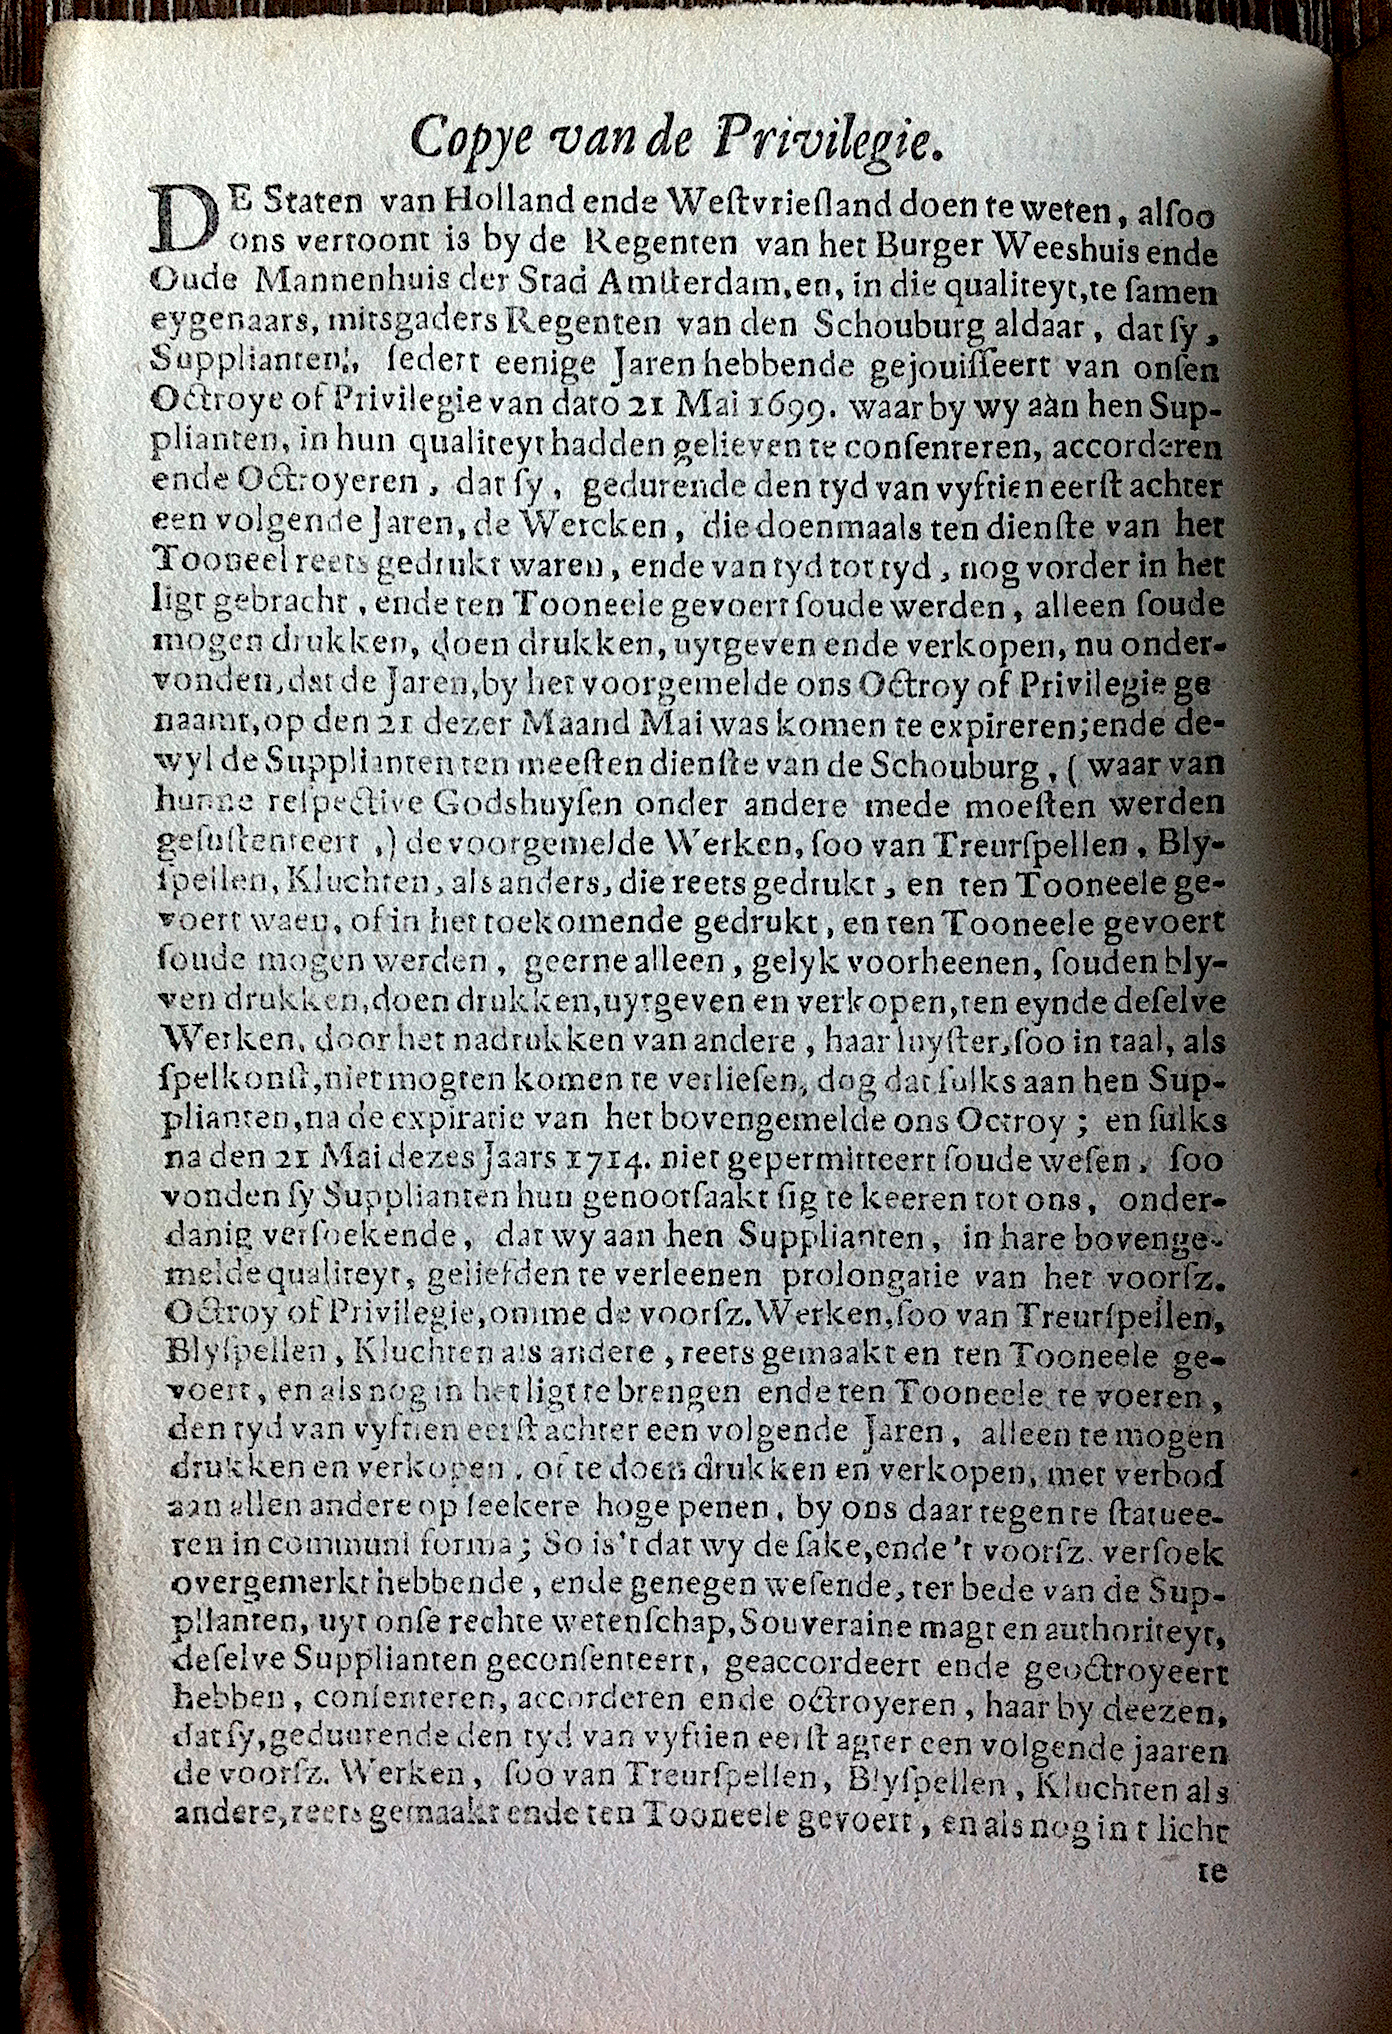 Copye van de Privilegie.
DE Staten van Holland ende Weſtvrieſland doen te weten, alſoo
ons vertoont is by de Regenten van het Burger Weeshuis ende
Oude Mannenhuis der Stad Amſterdam, en, in die qualiteyt, te ſamen
eygenaars, mitsgaders Regenten van den Schouburg aldaar, dat ſy,
Supplianten, ſedert eenige Jaren hebbende gejouiſſeert van onſen
Octroye of Privilegie van dato 21 Mai 1699. waar by wy aan hen Sup-
plianten, in hun qualiteyt hadden gelieven te conſenteren, accorderen
ende Octroyeren, dat ſy, gedurende den tyd van vyftien eerſt achter
een volgende Jaren, de Wercken, die doenmaals ten dienſte van het
Tooneel reets gedrukt waren, ende van tyd tot tyd, nog vorder in het
ligt gebracht, ende ten Tooneele gevoert ſoude werden, alleen ſoude
mogen drukken, doen drukken, uytgeven ende verkopen, nu onder-
vonden, dat de Jaren, by het voorgemelde ons Octroy of Privilegie ge
naamt, op den 21 dezer Maand Mai was komen te expireren; ende de-
wyl de Supplianten ten meeſten dienſte van de Schouburg, (waar van
hunne reſpective Godshuyſen onder andere mede moeſten werden
geſuſtenteert,) de voorgemelde Werken, ſoo van Treurſpellen, Bly-
ſpellen, Kluchten, als anders, die reets gedrukt, en ten Tooneele ge-
voert waen, of in het toekomende gedrukt, en ten Tooneele gevoert
ſoude mogen werden, geerne alleen, gelyk voorheenen, ſouden bly-
ven drukken, doen drukken, uytgeven en verkopen, ten eynde deſelve
Werken, door het nadrukken van andere, haar luyſter, ſoo in taal, als
ſpelkonſt, niet mogten komen te verlieſen, dog dat ſulks aan hen Sup-
plianten, na de expiratie van het bovengemelde ons Octroy; en ſulks
na den 21 Mai dezes Jaars 1714. niet gepermitteert ſoude weſen, ſoo
vonden ſy Supplianten hun genootſaakt ſig te keeren tot ons, onder-
danig verſoekende, dat wy aan hen Supplianten, in hare bovenge-
melde qualiteyt, geliefden te verleenen prolongatie van het voorſz.
Octroy of Privilegie, omme de voorſz. Werken, ſoo van Treurſpellen,
Blyſpellen, Kluchten als andere, reets gemaakt en ten Tooneele ge-
voert, en als nog in het ligt te brengen ende ten Tooneele te voeren,
den tyd van vyftien eerſt achter een volgende Jaren, alleen te mogen
drukken en verkopen, of te doen drukken en verkopen, met verbod
aan allen andere op ſeekere hoge penen, by ons daar tegen te ſtatuee-
ren in communi forma; So is't dat wy de ſake, ende 't voorſz. verſoek
overgemerkt hebbende, ende genegen weſende, ter bede van de Sup-
plianten, uyt onſe rechte wetenſchap, Souveraine magt en authoriteyt,
deſelve Supplianten geconſenteert, geaccordeert ende geoctroyeert
hebben, conſenteren, accorderen ende octroyeren, haar by deezen,
dat ſy, geduurende den tyd van vyftien eerſt agter een volgende jaaren
de voorſz. Werken, ſoo van Treurſpellen, Blyſpellen, Kluchten als
andere, reets gemaakt ende ten Tooneele gevoert, en als nog in t licht
te